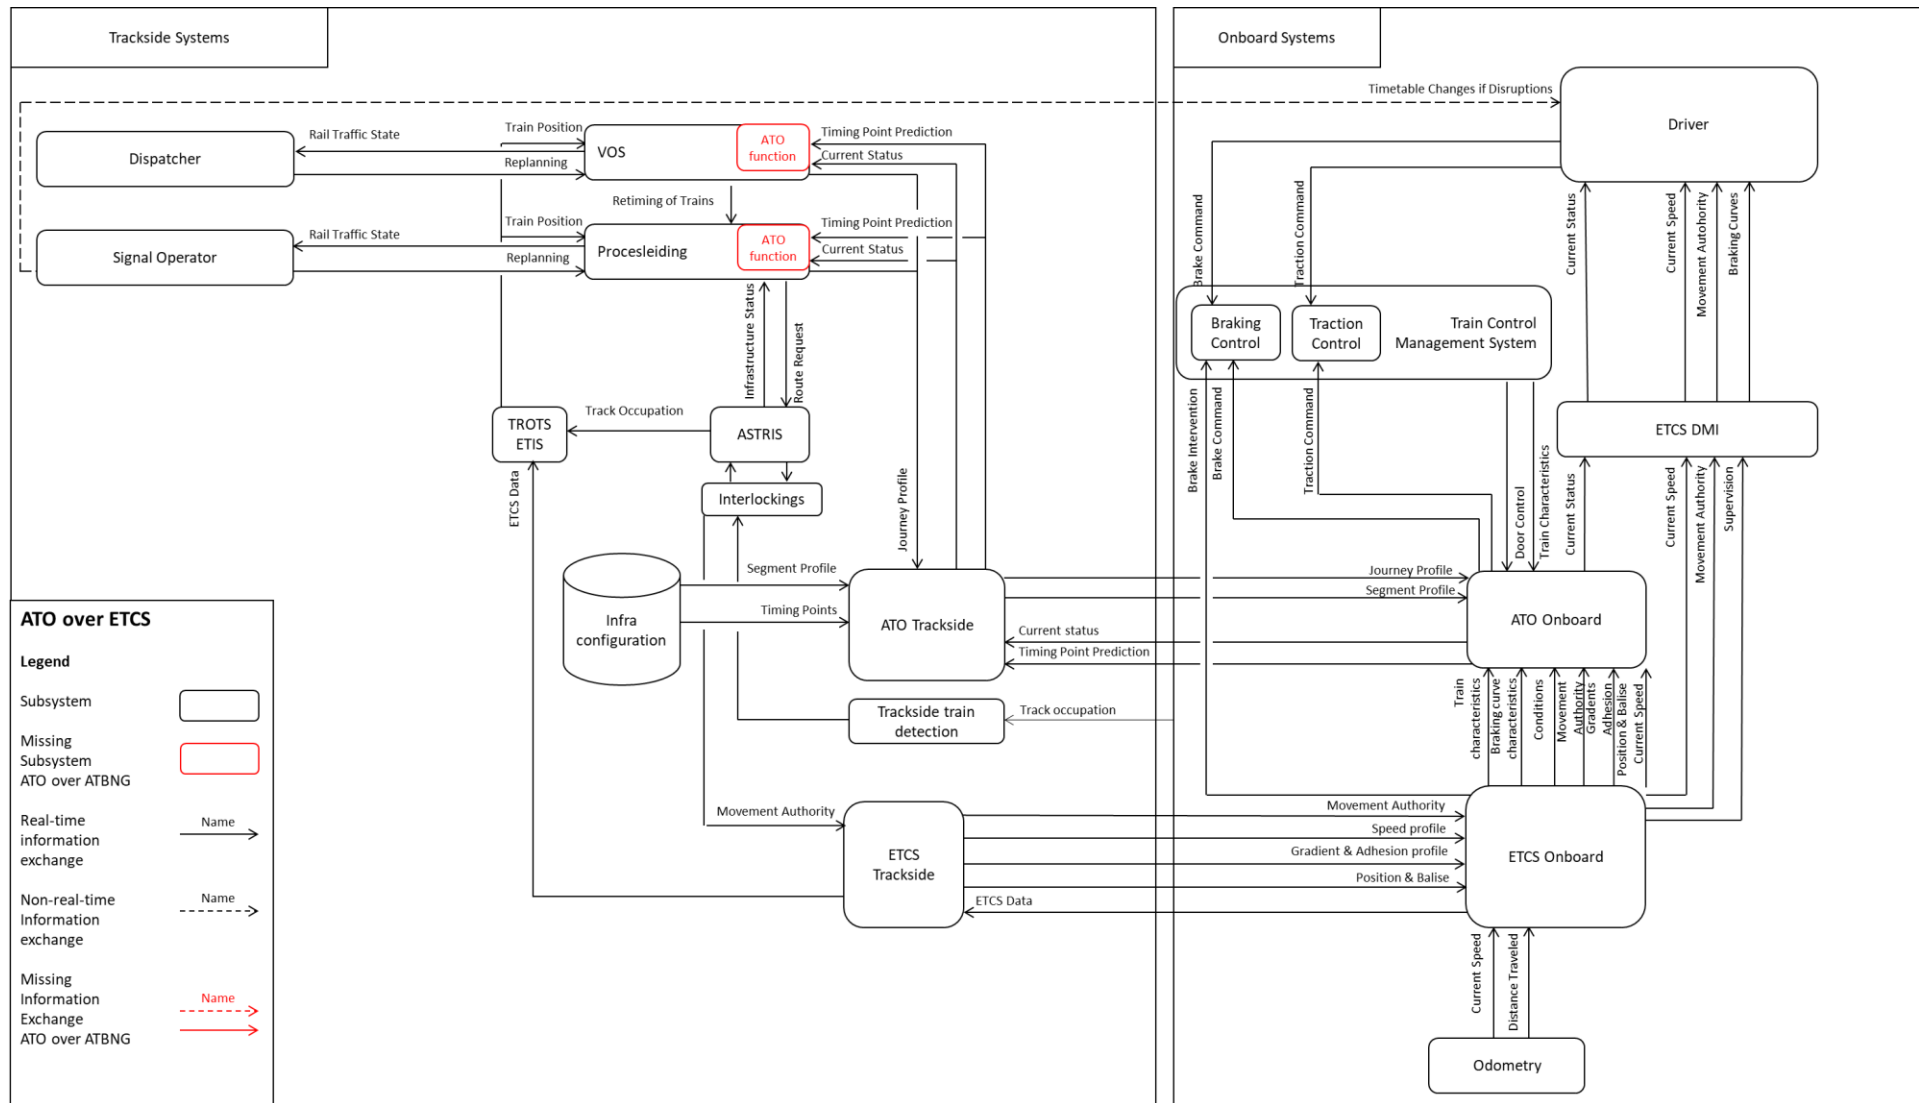 Trackside Systems
Onboard Systems
Timetable Changes if Disruptions
Driver
Dispatcher
Rail Traffic State
Replanning
Train Position
VOS
ATO
function
Timing Point Prediction
Current Status
Retiming of Trains
Signal Operator
Rail Traffic State
Replanning
Train Position
Procesleiding
ATO
function
Timing Point Prediction
Current Status
Brake Command
Traction Command
Current Status
Current Speed
Movement Autohority
Braking Curves
Infrastructure Status
Route Request
Braking
Control
Traction
Control
Train Control
Management System
TROTS
ETIS
Track Occupation
ASTRIS
Interlockings
ETCS Data
Journey Profile
Brake Intervention
Brake Command
Traction Command
Door Control
Train Characteristics
ETCS DMI
Current Status
Current Speed
Movement Authority
Supervision
Infra
configuration
Segment Profile
Timing Points
ATO Trackside
Journey Profile
Segment Profile
Current status
Timing Point Prediction
ATO Onboard
Trackside train
detection
Track occupation
Train
characteristics
Braking curve
characteristics
Conditions
Movement
Authority
Gradents
Adhesion
Position & Balise
Current Speed
Movement Authority
ETCS
Trackside
Movement Authority
Speed profile
Gradient & Adhesion profile
Position & Balise
ETCS Data
ETCS Onboard
Current Speed
Distance Traveled
Odometry
ATO over ETCS
Legend
Subsystem
Missing
Subsystem
ATO over ATBNG
Real-time
information
exchange
Name
Non-real-time
Information
exchange
Name
Missing
Information
Exchange
ATO over ATBNG
Name